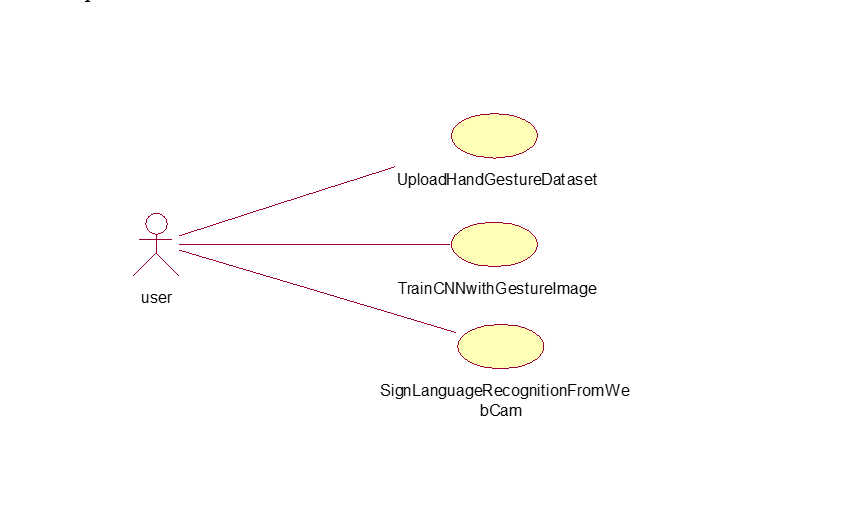 UploadHandGestureDataset
TrainCNNwithGestureImage
user
SignLanguageRecognitionFromWe
bCam